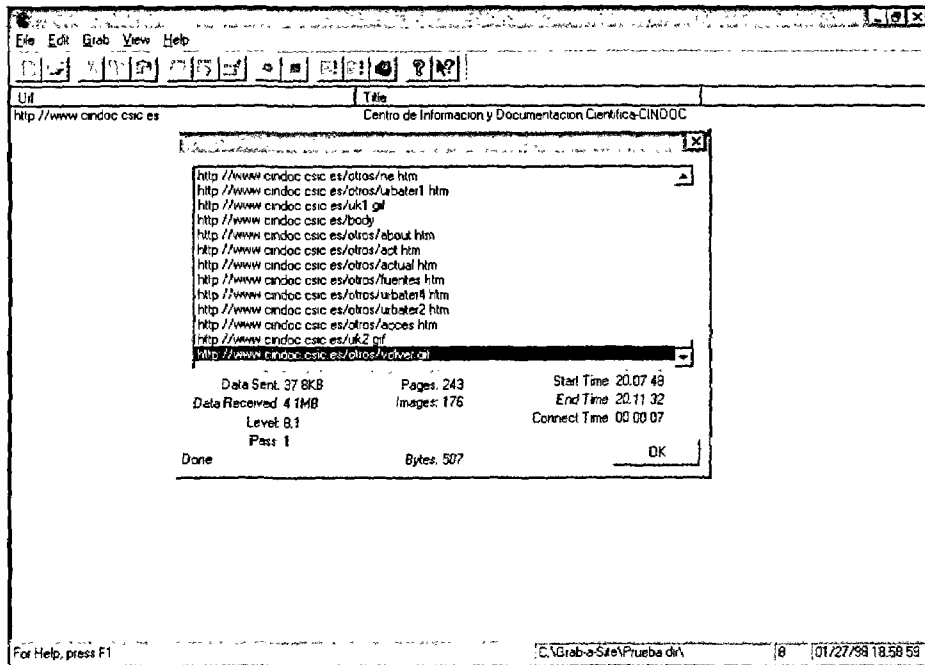 File Edit Grab View Help
Url Title
http //www cindoc csic es Centro de Informacion y Documentacion Cientifica-CINDOC
http //www cindoc csic es/otros/ne htm
http //www cindoc csic es/otros/urbater1 htm
http //www cindoc csic es/uk1 gif
http //www cindoc csic es/body
http //www cindoc csic es/otros/about htm
http //www cindoc csic es/otros/act htm
http //www cindoc csic es/otros/actual htm
http //www cindoc csic es/otros/fuentes htm
http //www cindoc csic es/otros/urbater4 htm
http //www cindoc csic es/otros/urbater2 htm
http //www cindoc csic es/otros/acces htm
http //www cindoc csic es/uk2 gif
http //www cindoc csic es/otros/volver.gif
Data Sent. 37 8KB Pages. 243 Start Time 20.07 48
Data Received 4 1MB Images: 176 End Time 20.11 32
Level: 8.1 Connect Time 00 00 07
Pass 1
Done Bytes. 507 OK
For Help, press F1 C.\Grab-a-Site\Prueba dir\ 8 01/27/98 18.58 59